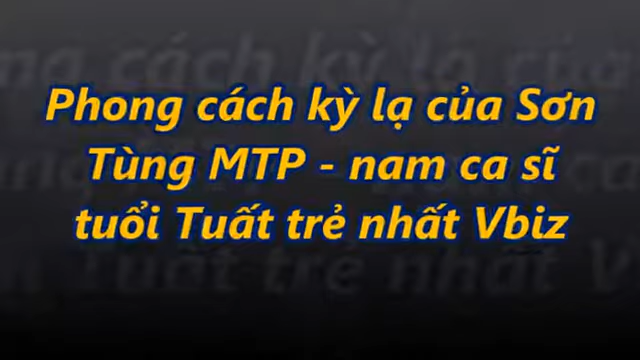 Phong cách kỳ lạ của Sơn
Tùng MTP - nam ca sĩ
tuổi Tuất trẻ nhất Vbiz